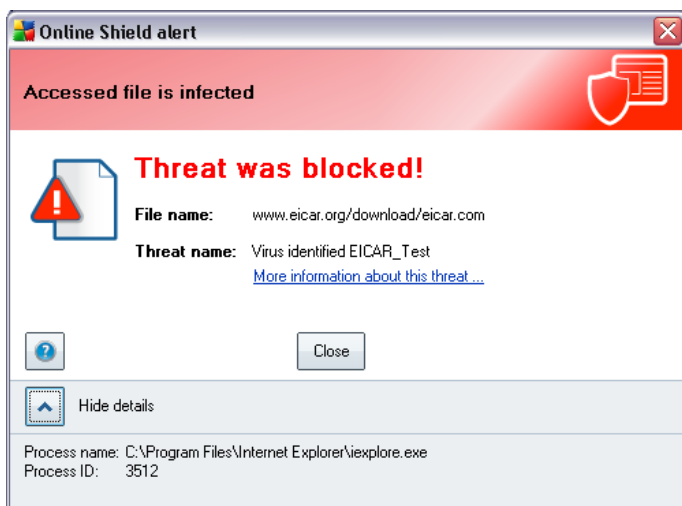 Online Shield alert
Accessed file is infected
Threat was blocked!
File name: www.eicar.org/download/eicar.com
Threat name: Virus identified EICAR_Test
More information about this threat ...
Close
Hide details
Process name: C:\Program Files\Internet Explorer\iexplore.exe
Process ID: 3512